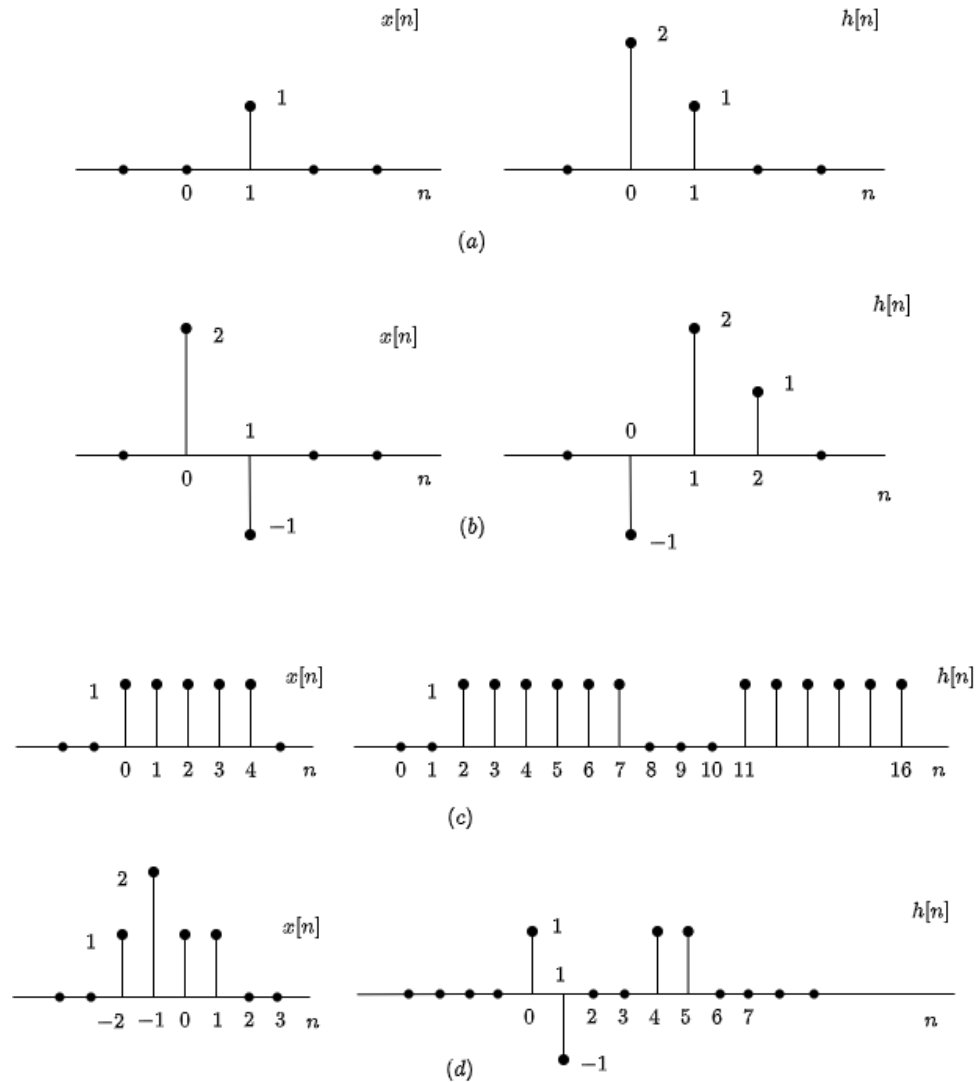 x[n] h[n]
2
1 1
0 1 n 0 1 n
(a)
h[n]
2 x[n] 2
1
1 0
0 n 1 2 n
−1 (b) −1
1 x[n] 1 h[n]
0 1 2 3 4 n 0 1 2 3 4 5 6 7 8 9 10 11 16 n
(c)
2
1 x[n] 1 h[n]
1
−2 −1 0 1 2 3 n 0 2 3 4 5 6 7 n
(d) −1